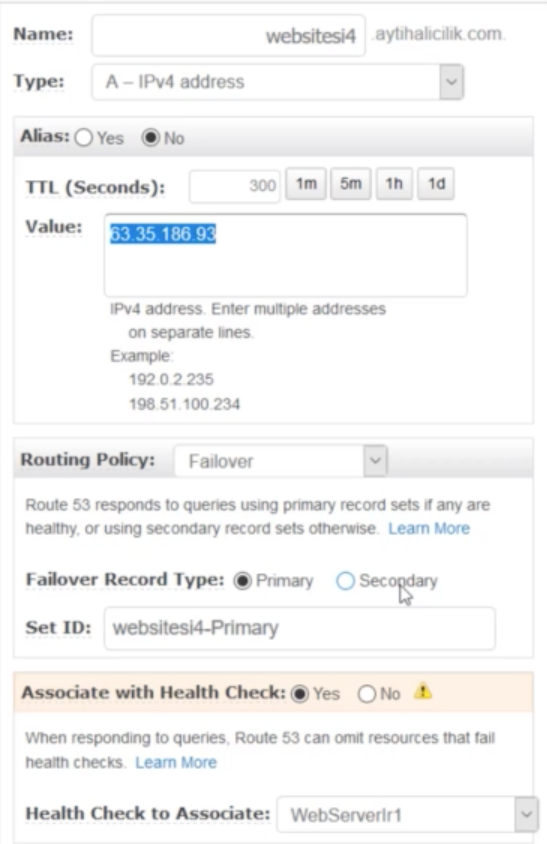 Name: websitesi4 .aytihalicilik.com.
Type: A – IPv4 address
Alias: Yes No
TTL (Seconds): 300 1m 5m 1h 1d
Value: 63.35.186.93
IPv4 address. Enter multiple addresses
on separate lines.
Example:
192.0.2.235
198.51.100.234
Routing Policy: Failover
Route 53 responds to queries using primary record sets if any are
healthy, or using secondary record sets otherwise. Learn More
Failover Record Type: Primary Secondary
Set ID: websitesi4-Primary
Associate with Health Check: Yes No
When responding to queries, Route 53 can omit resources that fail
health checks. Learn More
Health Check to Associate: WebServerIr1